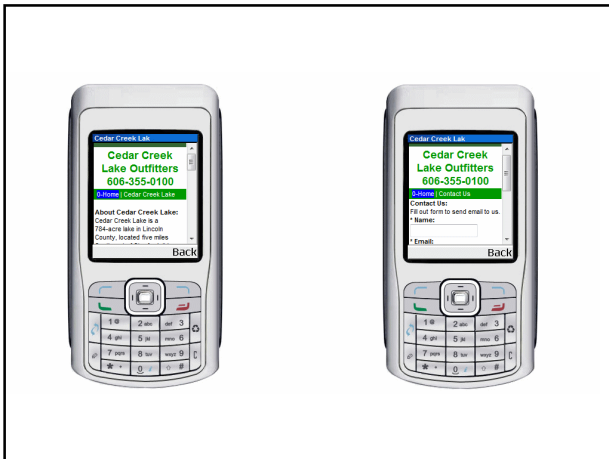 Cedar Creek Lak
Cedar Creek
Lake Outfitters
606-355-0100
0-Home | Cedar Creek Lake
About Cedar Creek Lake:
Cedar Creek Lake is a
784-acre lake in Lincoln
County, located five miles
Back
1
2 abc
def 3
4 ghi
5 jkl
mno 6
7 pqrs
8 tuv
wxyz 9
* +
0
#
Cedar Creek Lak
Cedar Creek
Lake Outfitters
606-355-0100
0-Home | Contact Us
Contact Us:
Fill out form to send email to us.
* Name:
* Email:
Back
1
2 abc
def 3
4 ghi
5 jkl
mno 6
7 pqrs
8 tuv
wxyz 9
* +
0
#